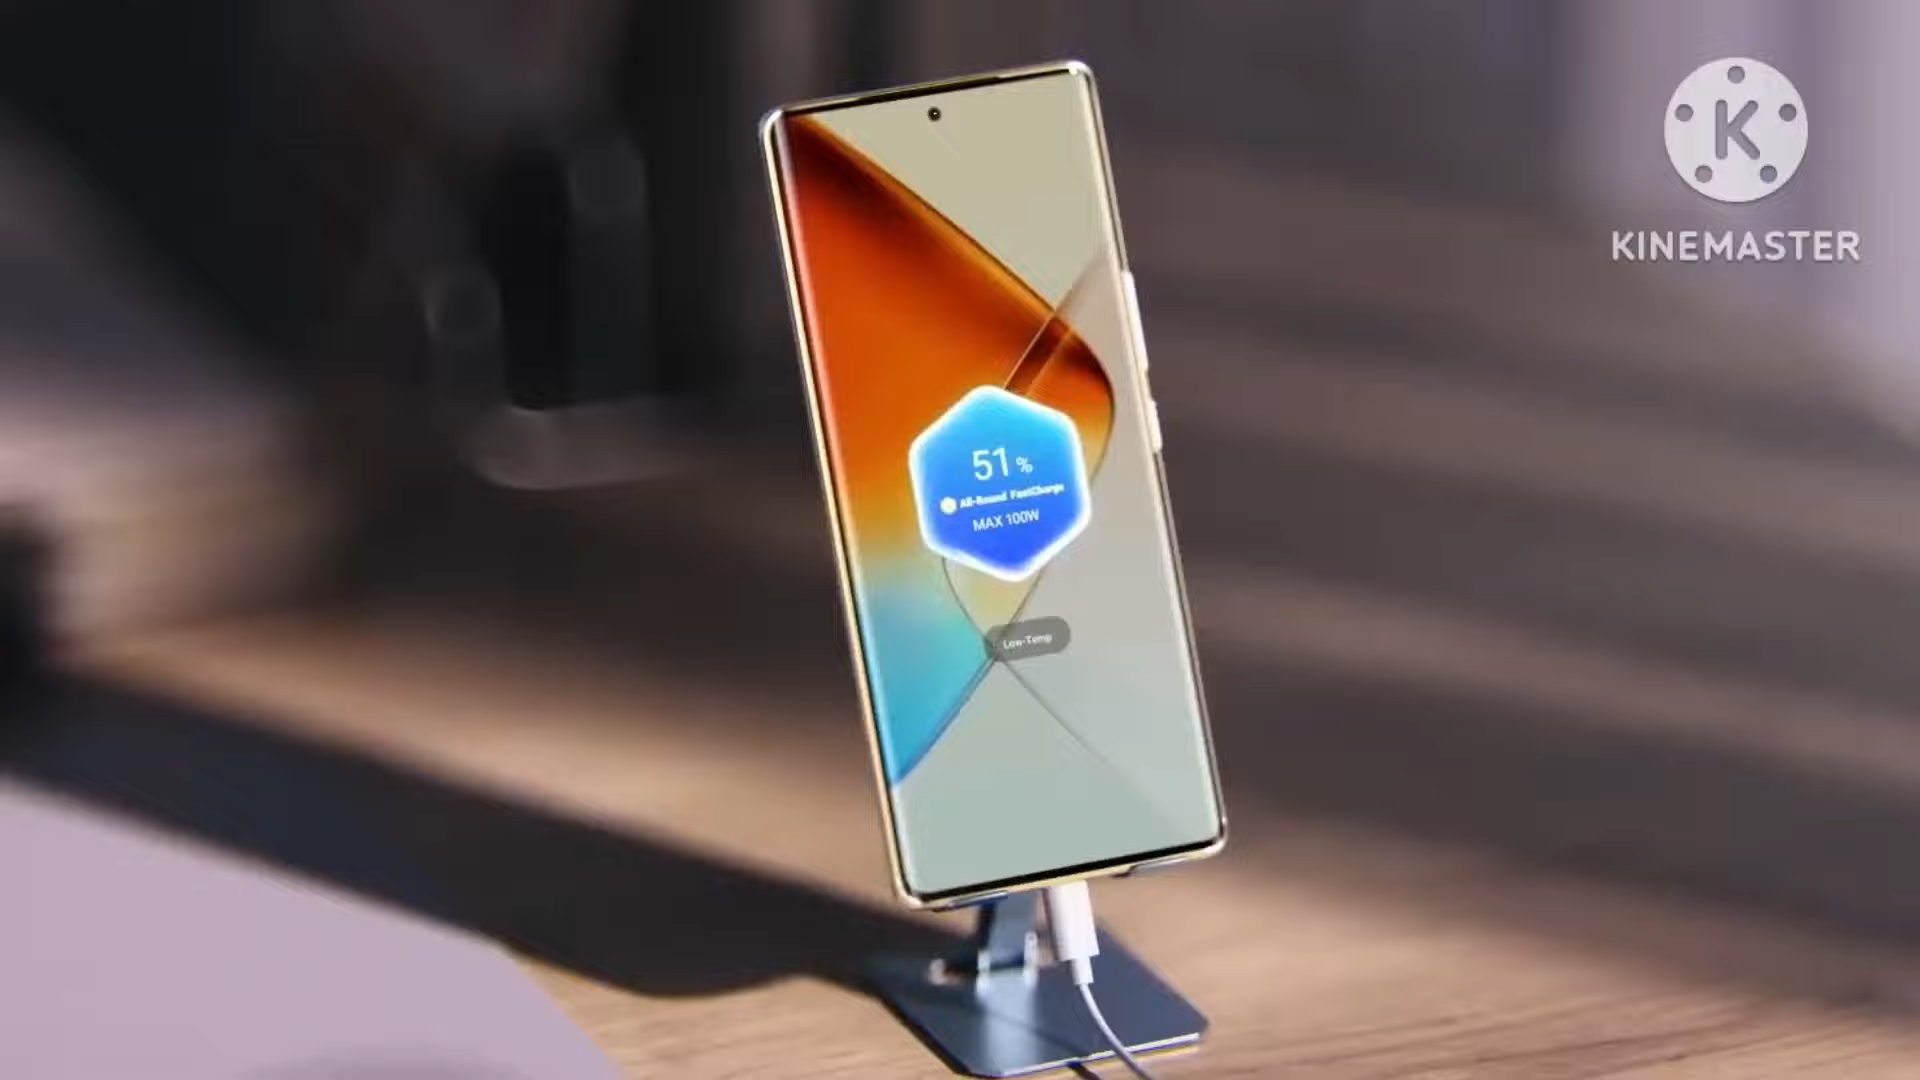 K
KINEMASTER
51%
All-Round FastCharge
MAX 100W
Low-Temp